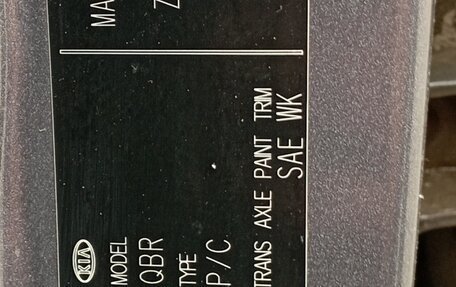 MA
Z
KIA
MODEL
QBR
TYPE
P/C
TRANS AXLE PAINT TRIM
SAE WK